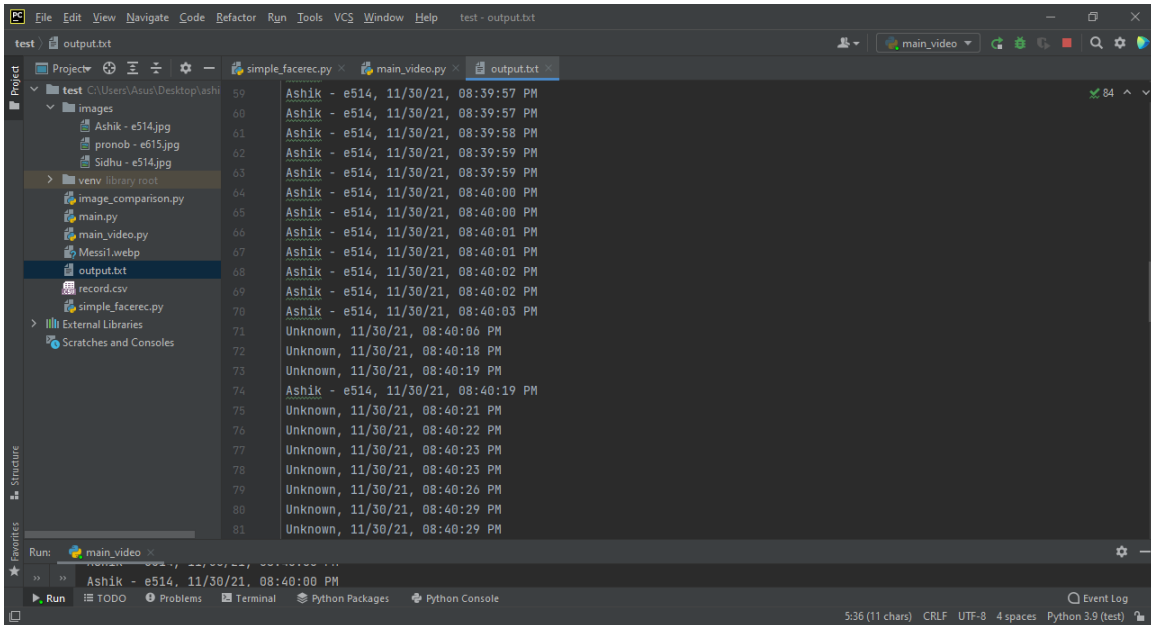 PC File Edit View Navigate Code Refactor Run Tools VCS Window Help test - output.txt
test output.txt main_video
Project simple_facerec.py main_video.py output.txt
Project
test C:\Users\Asus\Desktop\ashi
images
Ashik - e514.jpg
pronob - e615.jpg
Sidhu - e514.jpg
venv library root
image_comparison.py
main.py
main_video.py
Messi1.webp
output.txt
record.csv
simple_facerec.py
External Libraries
Scratches and Consoles
Structure
Favorites
59 Ashik - e514, 11/30/21, 08:39:57 PM
60 Ashik - e514, 11/30/21, 08:39:57 PM
61 Ashik - e514, 11/30/21, 08:39:58 PM
62 Ashik - e514, 11/30/21, 08:39:59 PM
63 Ashik - e514, 11/30/21, 08:39:59 PM
64 Ashik - e514, 11/30/21, 08:40:00 PM
65 Ashik - e514, 11/30/21, 08:40:00 PM
66 Ashik - e514, 11/30/21, 08:40:01 PM
67 Ashik - e514, 11/30/21, 08:40:01 PM
68 Ashik - e514, 11/30/21, 08:40:02 PM
69 Ashik - e514, 11/30/21, 08:40:02 PM
70 Ashik - e514, 11/30/21, 08:40:03 PM
71 Unknown, 11/30/21, 08:40:06 PM
72 Unknown, 11/30/21, 08:40:18 PM
73 Unknown, 11/30/21, 08:40:19 PM
74 Ashik - e514, 11/30/21, 08:40:19 PM
75 Unknown, 11/30/21, 08:40:21 PM
76 Unknown, 11/30/21, 08:40:22 PM
77 Unknown, 11/30/21, 08:40:23 PM
78 Unknown, 11/30/21, 08:40:23 PM
79 Unknown, 11/30/21, 08:40:26 PM
80 Unknown, 11/30/21, 08:40:29 PM
81 Unknown, 11/30/21, 08:40:29 PM
84
Run: main_video
Ashik - e514, 11/30/21, 08:40:00 PM
Run TODO Problems Terminal Python Packages Python Console Event Log
5:36 (11 chars) CRLF UTF-8 4 spaces Python 3.9 (test)